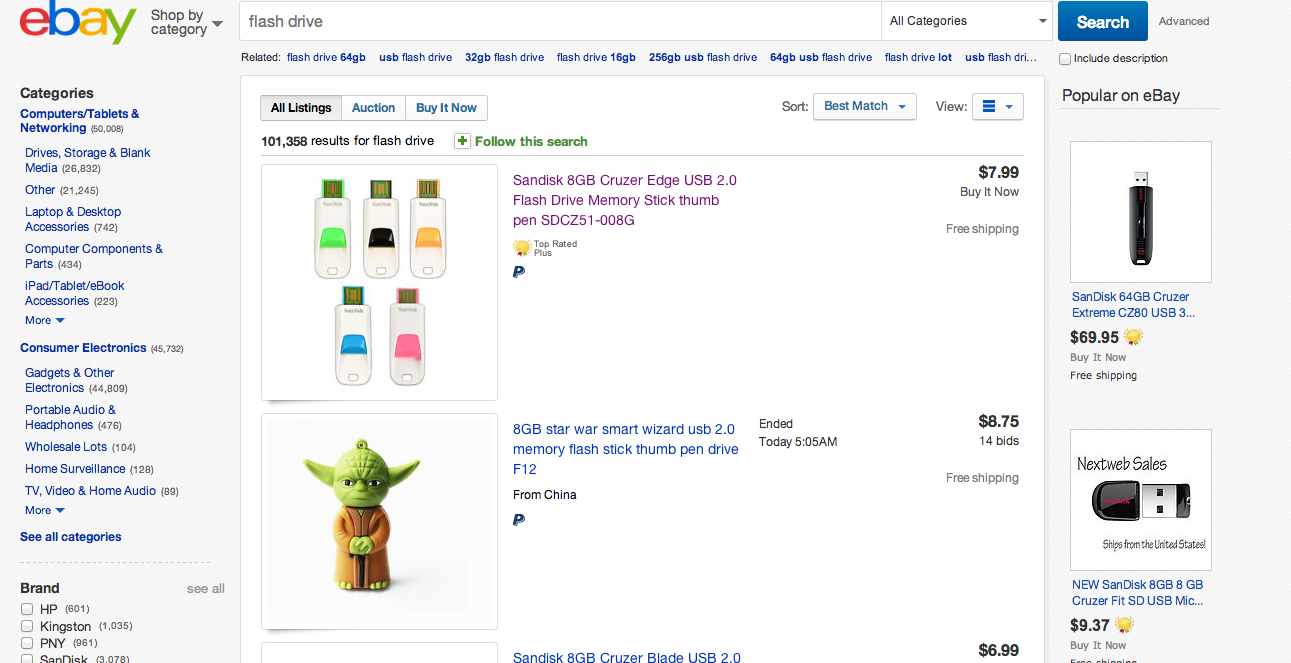 ebay
Shop by
category
flash drive
All Categories
Search
Advanced
Related: flash drive 64gb usb flash drive 32gb flash drive flash drive 16gb 256gb usb flash drive 64gb usb flash drive flash drive lot usb flash dri...
Include description
Categories
Computers/Tablets &
Networking (50,008)
Drives, Storage & Blank
Media (26,832)
Other (21,245)
Laptop & Desktop
Accessories (742)
Computer Components &
Parts (434)
iPad/Tablet/eBook
Accessories (223)
More
Consumer Electronics (45,732)
Gadgets & Other
Electronics (44,809)
Portable Audio &
Headphones (476)
Wholesale Lots (104)
Home Surveillance (128)
TV, Video & Home Audio (89)
More
See all categories
Brand
see all
HP (601)
Kingston (1,035)
PNY (961)
SanDisk (3,078)
All Listings
Auction
Buy It Now
Sort: Best Match
View:
101,358 results for flash drive
Follow this search
Sandisk 8GB Cruzer Edge USB 2.0
Flash Drive Memory Stick thumb
pen SDCZ51-008G
Top Rated
Plus
$7.99
Buy It Now
Free shipping
8GB star war smart wizard usb 2.0
memory flash stick thumb pen drive
F12
From China
Ended
Today 5:05AM
$8.75
14 bids
Free shipping
Sandisk 8GB Cruzer Blade USB 2.0
$6.99
Popular on eBay
SanDisk 64GB Cruzer
Extreme CZ80 USB 3...
$69.95
Buy It Now
Free shipping
Nextweb Sales
Ships from the United States!
NEW SanDisk 8GB 8 GB
Cruzer Fit SD USB Mic...
$9.37
Buy It Now
Free shipping